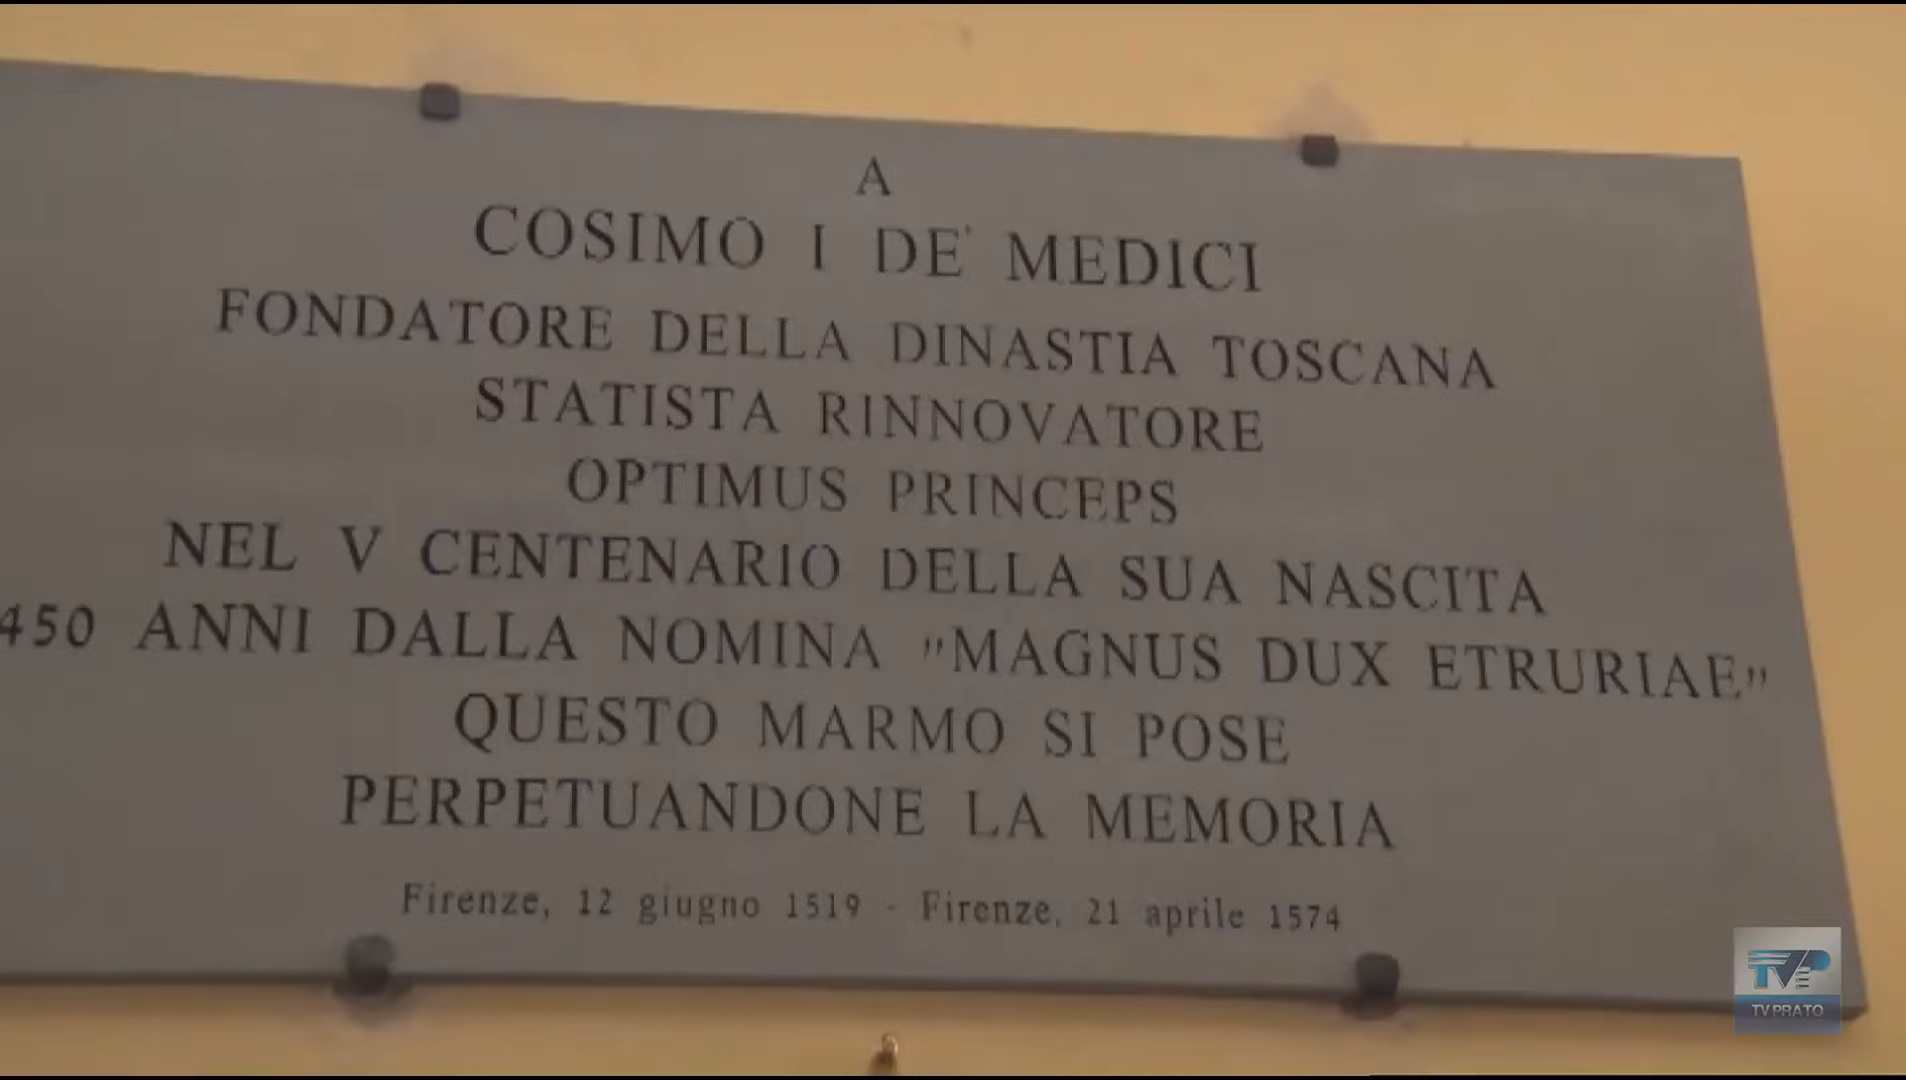 A
COSIMO I DE' MEDICI
FONDATORE DELLA DINASTIA TOSCANA
STATISTA RINNOVATORE
OPTIMUS PRINCEPS
NEL V CENTENARIO DELLA SUA NASCITA
450 ANNI DALLA NOMINA "MAGNUS DUX ETRURIAE"
QUESTO MARMO SI POSE
PERPETUANDONE LA MEMORIA
Firenze, 12 giugno 1519 - Firenze, 21 aprile 1574
TVP
TV PRATO